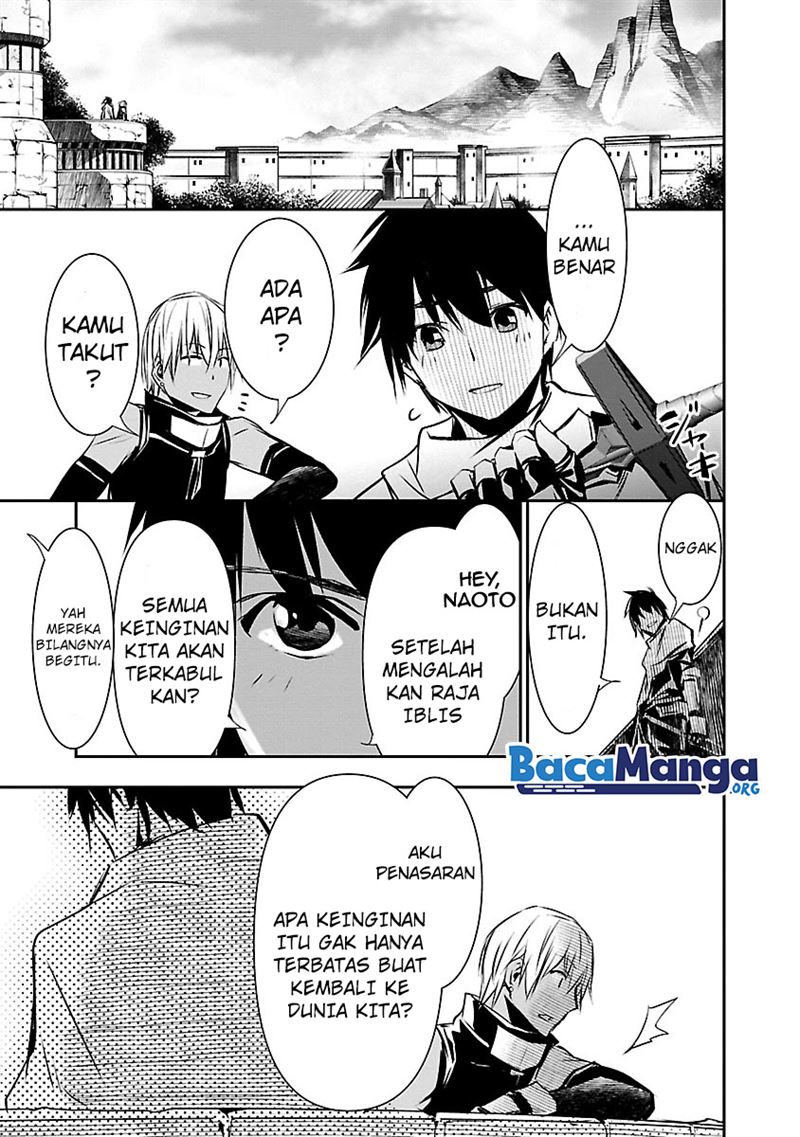 ...
KAMU
BENAR
ジャキ
ADA
APA
?
KAMU
TAKUT
?
NGGAK
BUKAN
ITU.
HEY,
NAOTO
SETELAH
MENGALAH
KAN RAJA
IBLIS
SEMUA
KEINGINAN
KITA AKAN
TERKABUL
KAN?
YAH
MEREKA
BILANGNYA
BEGITU.
BacaManga
.ORG
AKU
PENASARAN
APA KEINGINAN
ITU GAK HANYA
TERBATAS BUAT
KEMBALI KE
DUNIA KITA?